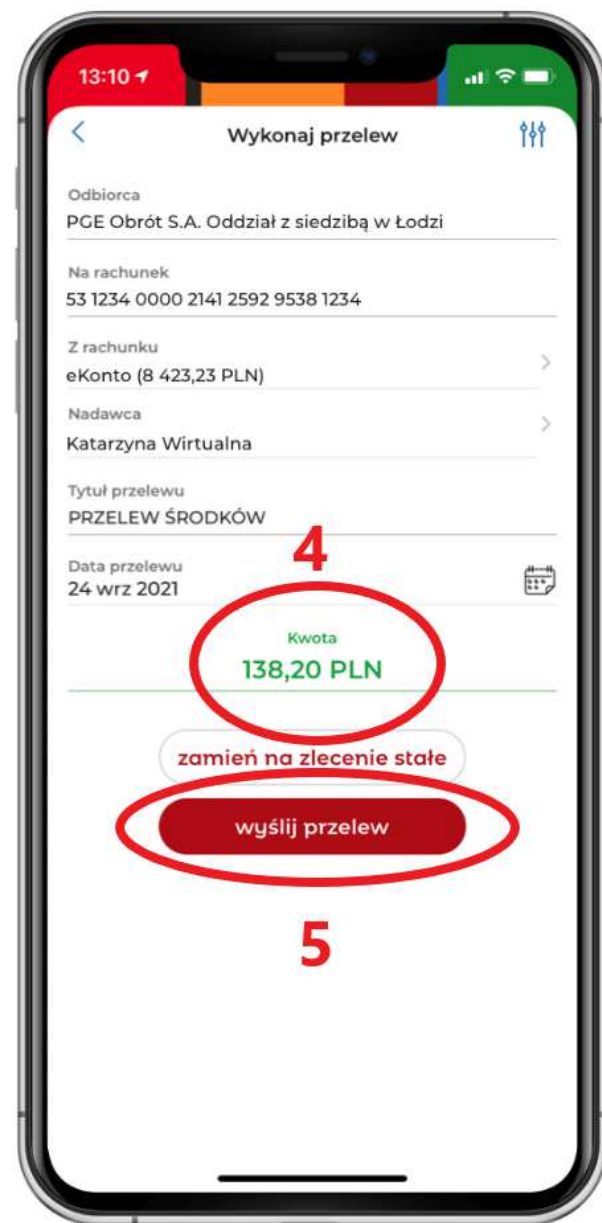 13:10
Wykonaj przelew
Odbiorca
PGE Obrót S.A. Oddział z siedzibą w Łodzi
Na rachunek
53 1234 0000 2141 2592 9538 1234
Z rachunku
eKonto (8 423,23 PLN)
Nadawca
Katarzyna Wirtualna
Tytuł przelewu
PRZELEW ŚRODKÓW
4
Data przelewu
24 wrz 2021
Kwota
138,20 PLN
zamień na zlecenie stałe
wyślij przelew
5